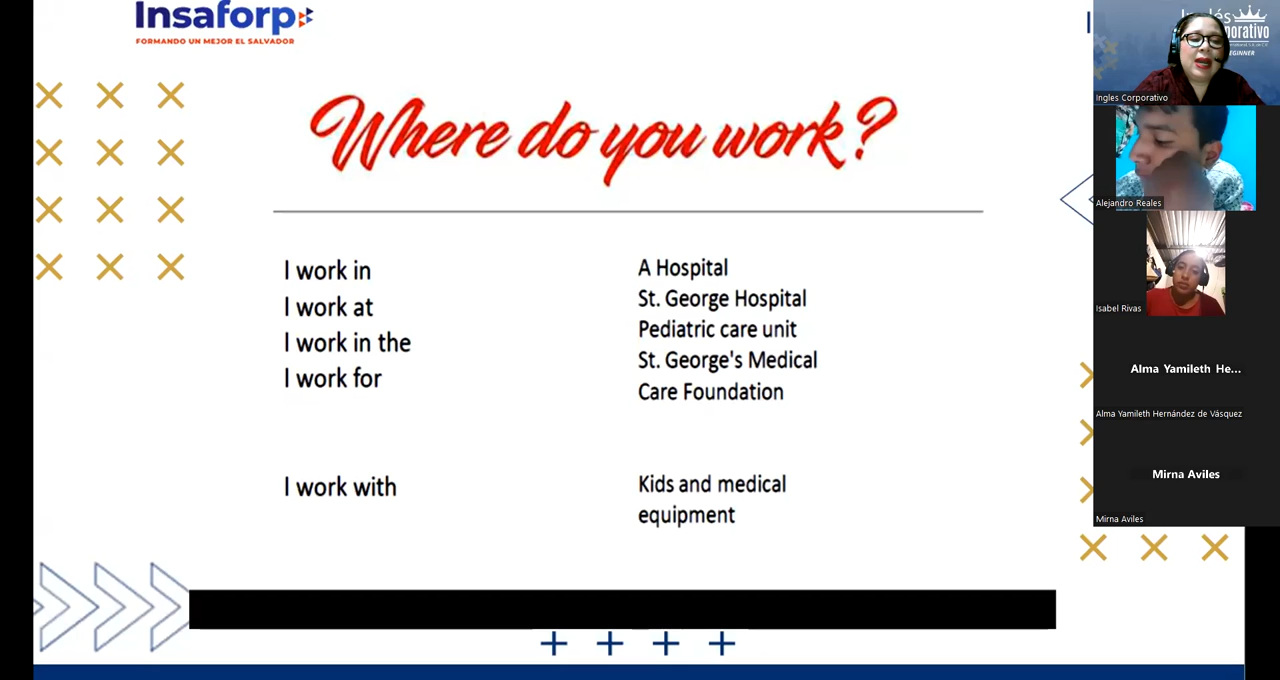 Insaforp
FORMANDO UN MEJOR EL SALVADOR
Where do you work?
I work in
I work at
I work in the
I work for
I work with
A Hospital
St. George Hospital
Pediatric care unit
St. George's Medical
Care Foundation
Kids and medical
equipment
Ingles Corporativo
Alejandro Reales
Isabel Rivas
Alma Yamileth He...
Alma Yamileth Hernández de Vásquez
Mirna Aviles
Mirna Aviles